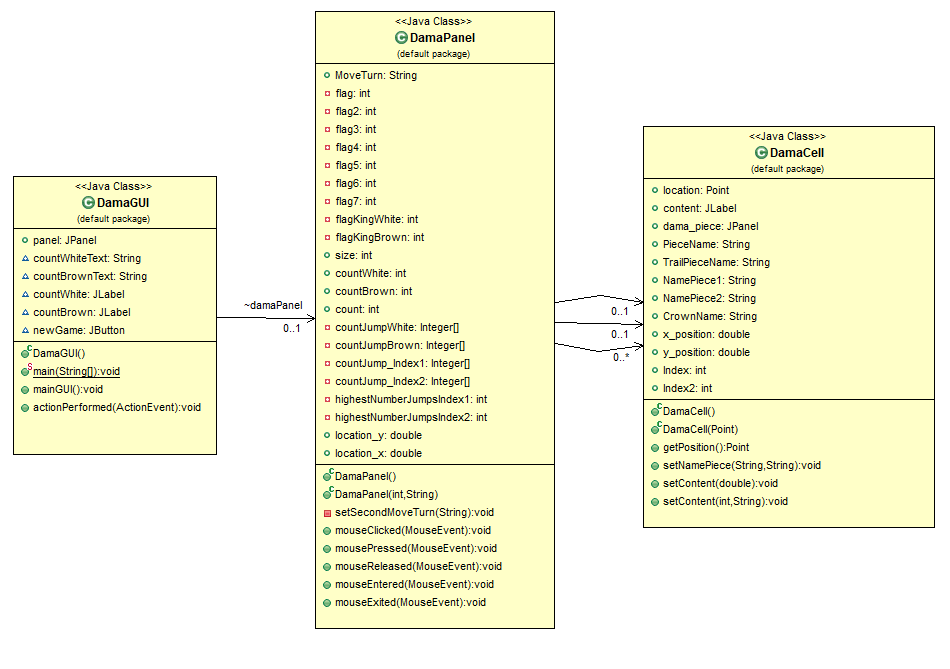 <<Java Class>>
DamaGUI
(default package)
panel: JPanel
countWhiteText: String
countBrownText: String
countWhite: JLabel
countBrown: JLabel
newGame: JButton
DamaGUI()
main(String[]):void
mainGUI():void
actionPerformed(ActionEvent):void
~damaPanel
0..1
<<Java Class>>
DamaPanel
(default package)
MoveTurn: String
flag: int
flag2: int
flag3: int
flag4: int
flag5: int
flag6: int
flag7: int
flagKingWhite: int
flagKingBrown: int
size: int
countWhite: int
countBrown: int
count: int
countJumpWhite: Integer[]
countJumpBrown: Integer[]
countJump_Index1: Integer[]
countJump_Index2: Integer[]
highestNumberJumpsIndex1: int
highestNumberJumpsIndex2: int
location_y: double
location_x: double
DamaPanel()
DamaPanel(int,String)
setSecondMoveTurn(String):void
mouseClicked(MouseEvent):void
mousePressed(MouseEvent):void
mouseReleased(MouseEvent):void
mouseEntered(MouseEvent):void
mouseExited(MouseEvent):void
0..1
0..1
0..*
<<Java Class>>
DamaCell
(default package)
location: Point
content: JLabel
dama_piece: JPanel
PieceName: String
TrailPieceName: String
NamePiece1: String
NamePiece2: String
CrownName: String
x_position: double
y_position: double
Index: int
Index2: int
DamaCell()
DamaCell(Point)
getPosition():Point
setNamePiece(String,String):void
setContent(double):void
setContent(int,String):void